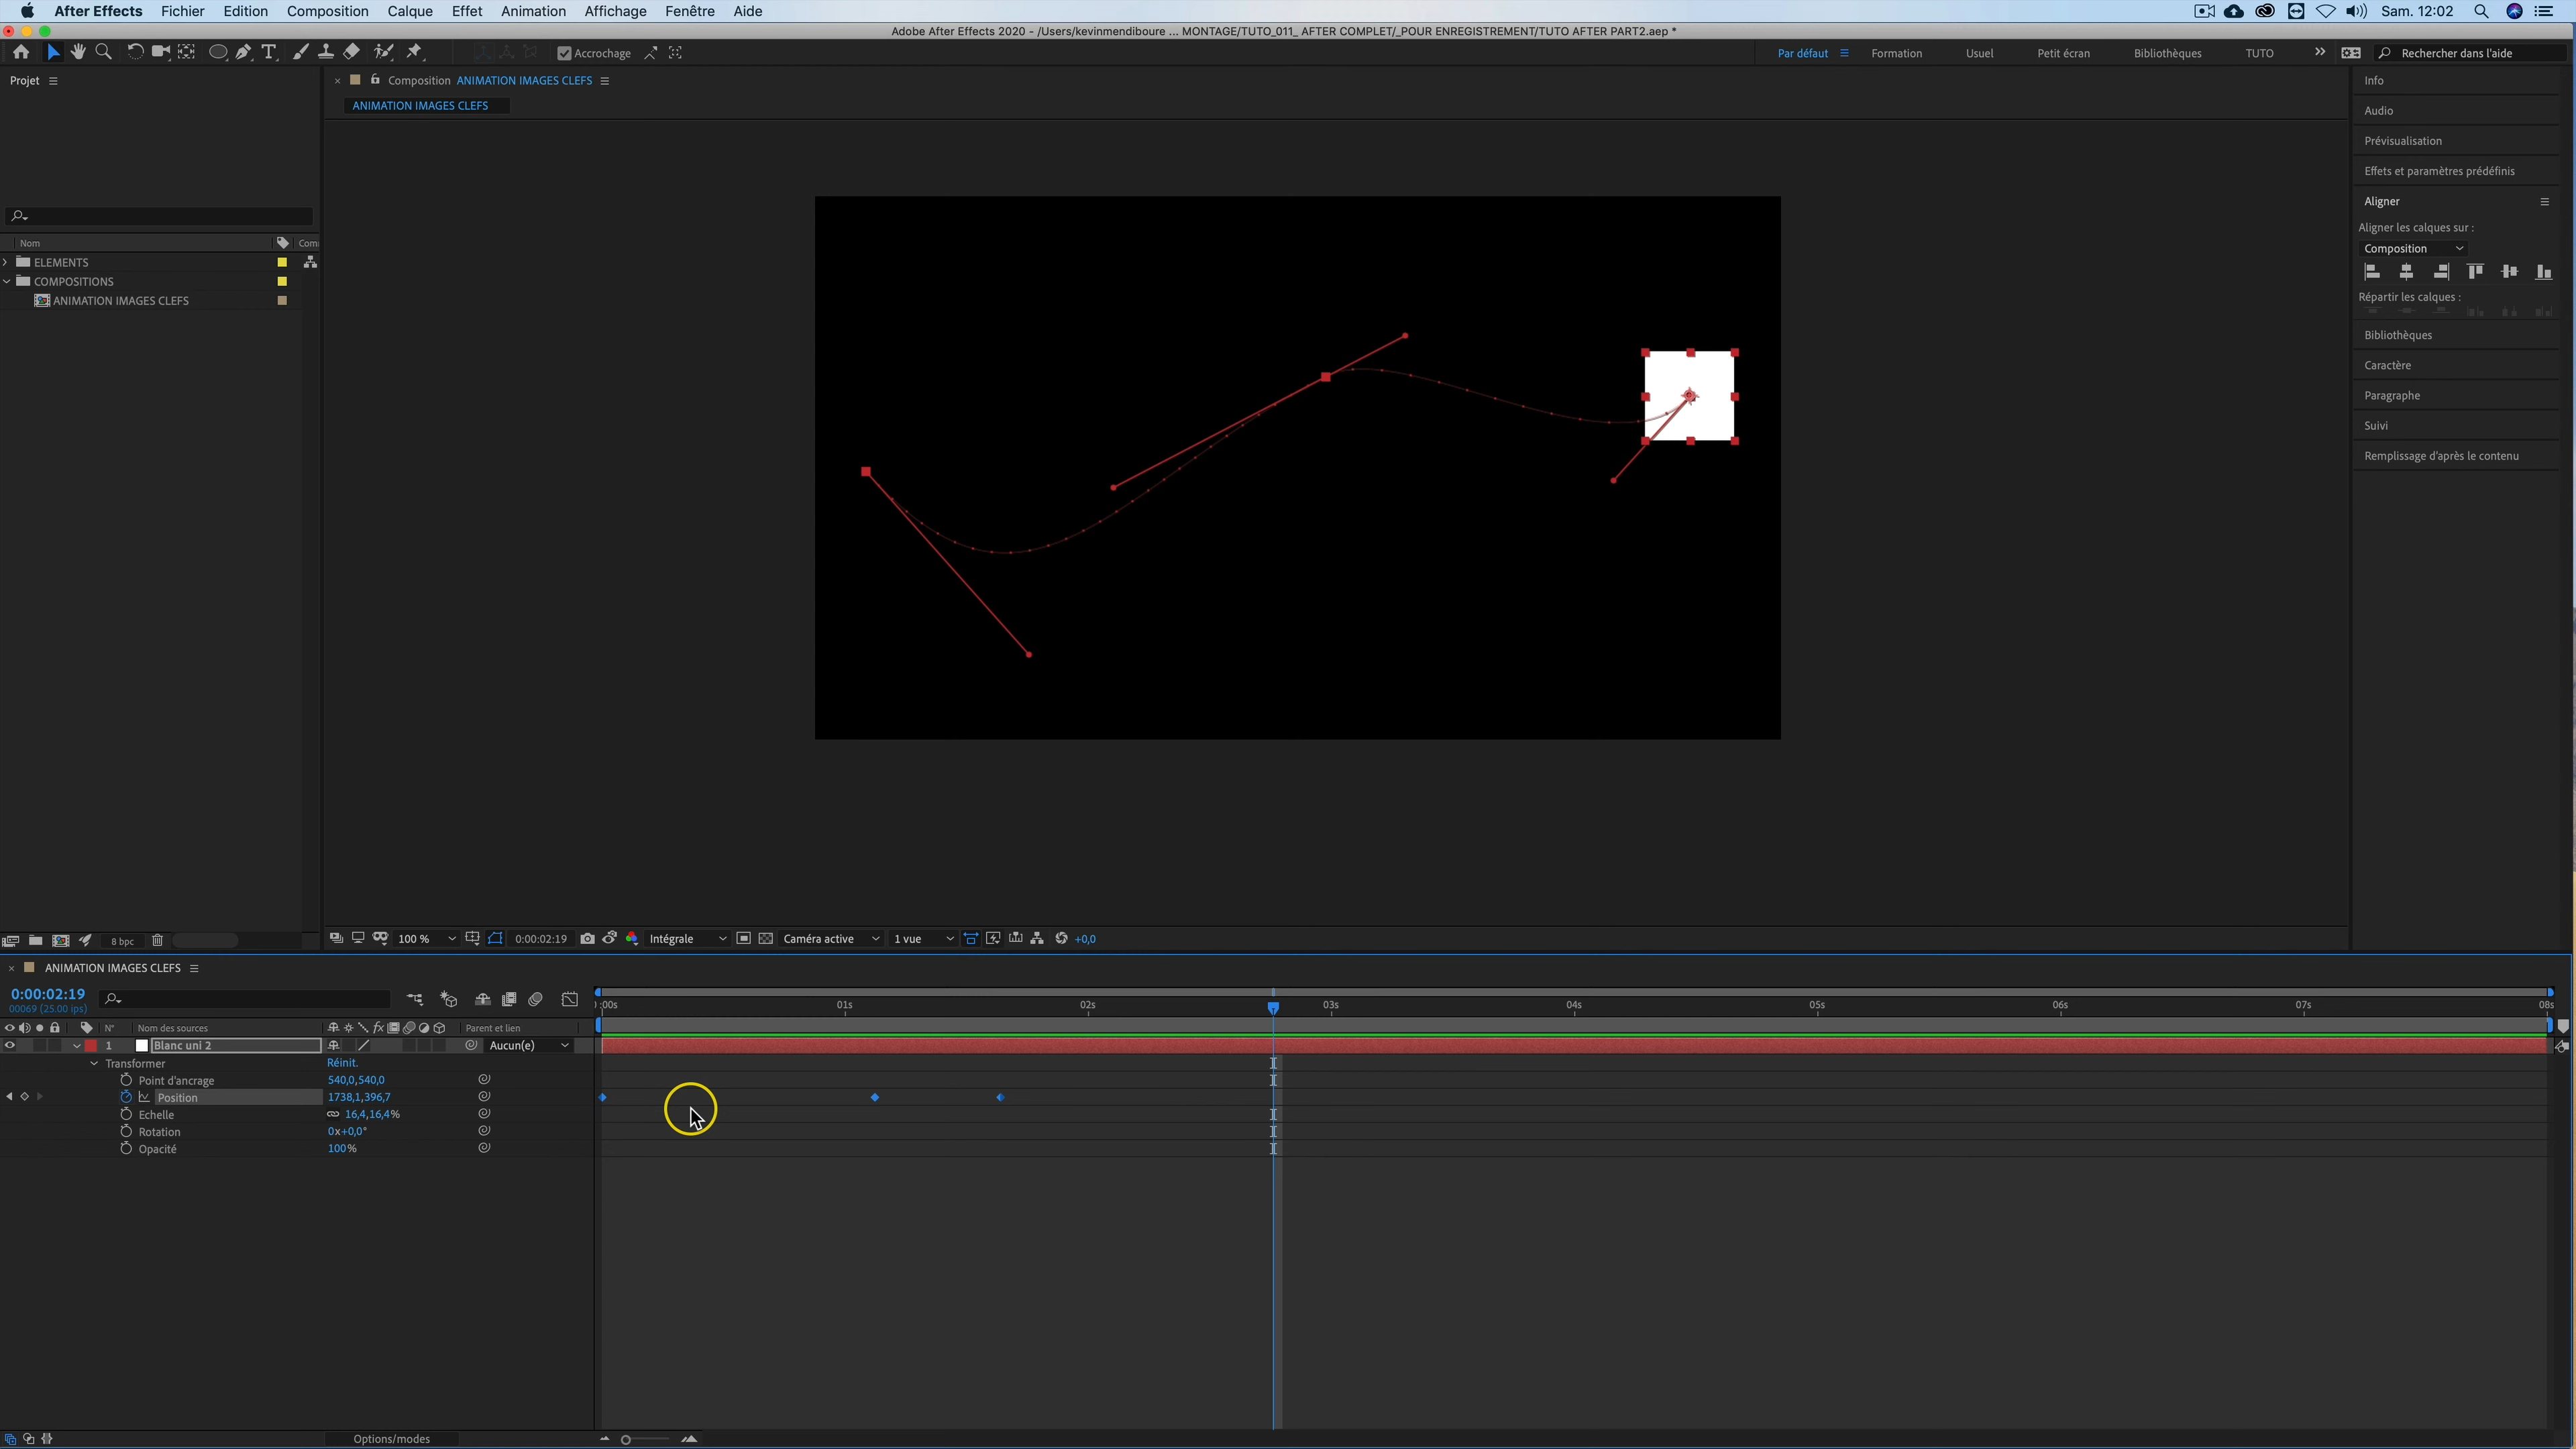 After Effects Fichier Edition Composition Calque Effet Animation Affichage Fenêtre Aide Sam. 12:02
Adobe After Effects 2020 - /Users/kevinmendiboure ... MONTAGE/TUTO_011_ AFTER COMPLET/_POUR ENREGISTREMENT/TUTO AFTER PART2.aep *
Accrochage Par défaut Formation Usuel Petit écran Bibliothèques TUTO Rechercher dans l'aide
Projet
Composition ANIMATION IMAGES CLEFS
ANIMATION IMAGES CLEFS
Nom Com
ELEMENTS
COMPOSITIONS
ANIMATION IMAGES CLEFS
Info
Audio
Prévisualisation
Effets et paramètres prédéfinis
Aligner
Aligner les calques sur :
Composition
Répartir les calques :
Bibliothèques
Caractère
Paragraphe
Suivi
Remplissage d'après le contenu
8 bpc
100 % 0:00:02:19 Intégrale Caméra active 1 vue +0,0
ANIMATION IMAGES CLEFS
0:00:02:19
00069 (25.00 ips)
:00s 01s 02s 03s 04s 05s 06s 07s 08s
N° Nom des sources Parent et lien
1 Blanc uni 2 Aucun(e)
Transformer Réinit.
Point d'ancrage 540,0,540,0
Position 1738,1,396,7
Echelle 16,4,16,4%
Rotation 0x+0,0°
Opacité 100%
Options/modes